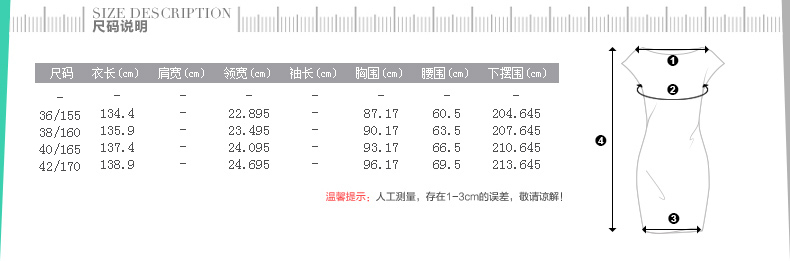 SIZE DESCRIPTION
尺码说明
尺码 衣长(cm) 肩宽(cm) 领宽(cm) 袖长(cm) 胸围(cm) 腰围(cm) 下摆围(cm)
- - - - - - - -
36/155 134.4 - 22.895 - 87.17 60.5 204.645
38/160 135.9 - 23.495 - 90.17 63.5 207.645
40/165 137.4 - 24.095 - 93.17 66.5 210.645
42/170 138.9 - 24.695 - 96.17 69.5 213.645
温馨提示：人工测量，存在1-3cm的误差，敬请谅解！
1
2
4
3